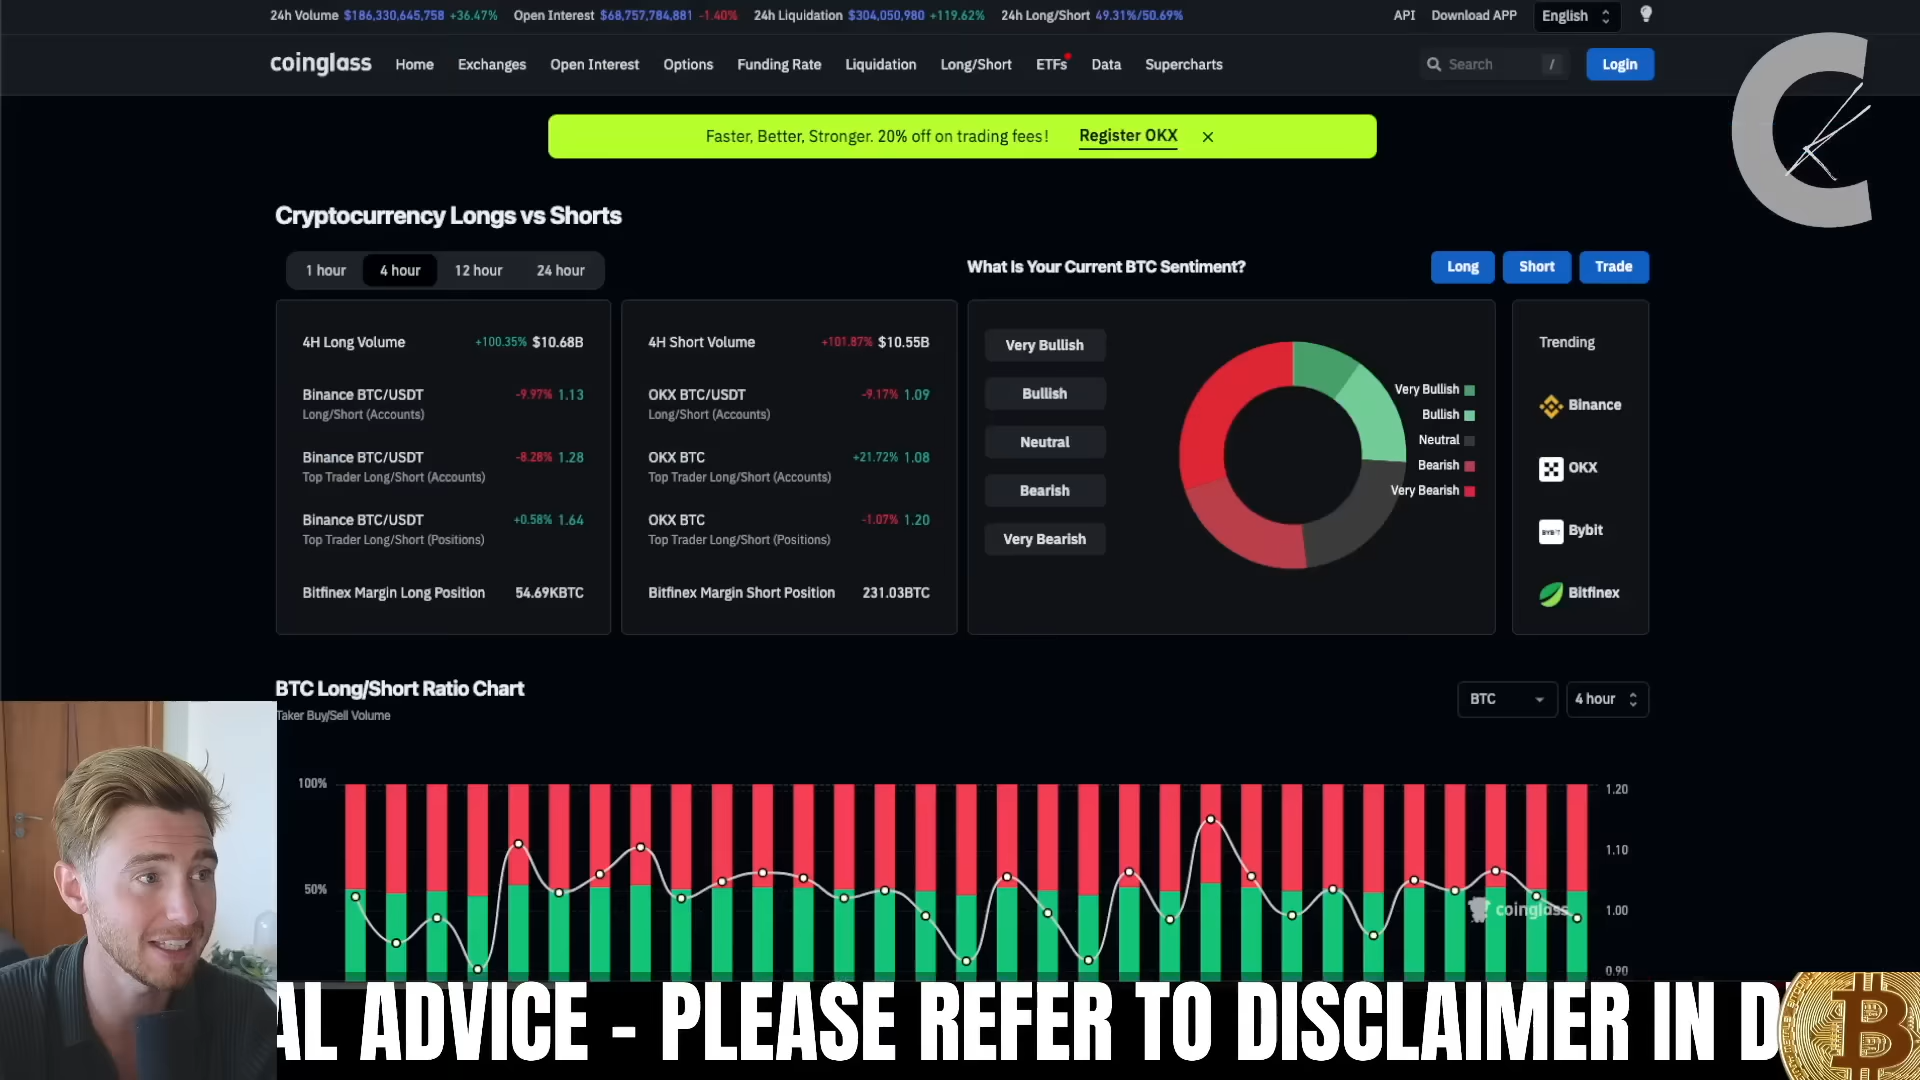 24h Volume $186,330,645,758 +36.47% Open Interest $68,757,784,881 -1.40% 24h Liquidation $304,050,980 +119.62% 24h Long/Short 49.31%/50.69% API Download APP English
coinglass Home Exchanges Open Interest Options Funding Rate Liquidation Long/Short ETFs Data Supercharts Search / Login
Faster, Better, Stronger. 20% off on trading fees! Register OKX ×
Cryptocurrency Longs vs Shorts
1 hour 4 hour 12 hour 24 hour
What Is Your Current BTC Sentiment? Long Short Trade
4H Long Volume +100.35% $10.68B
Binance BTC/USDT -9.97% 1.13
Long/Short (Accounts)
Binance BTC/USDT -8.28% 1.28
Top Trader Long/Short (Accounts)
Binance BTC/USDT +0.58% 1.64
Top Trader Long/Short (Positions)
Bitfinex Margin Long Position 54.69KBTC
4H Short Volume +101.87% $10.55B
OKX BTC/USDT -9.17% 1.09
Long/Short (Accounts)
OKX BTC +21.72% 1.08
Top Trader Long/Short (Accounts)
OKX BTC -1.07% 1.20
Top Trader Long/Short (Positions)
Bitfinex Margin Short Position 231.03BTC
Very Bullish
Bullish
Neutral
Bearish
Very Bearish
Very Bullish
Bullish
Neutral
Bearish
Very Bearish
Trending
Binance
OKX
BYBIT Bybit
Bitfinex
BTC Long/Short Ratio Chart
Taker Buy/Sell Volume
BTC 4 hour
100%
50%
1.20
1.10
1.00
0.90
coinglass
AL ADVICE - PLEASE REFER TO DISCLAIMER IN D